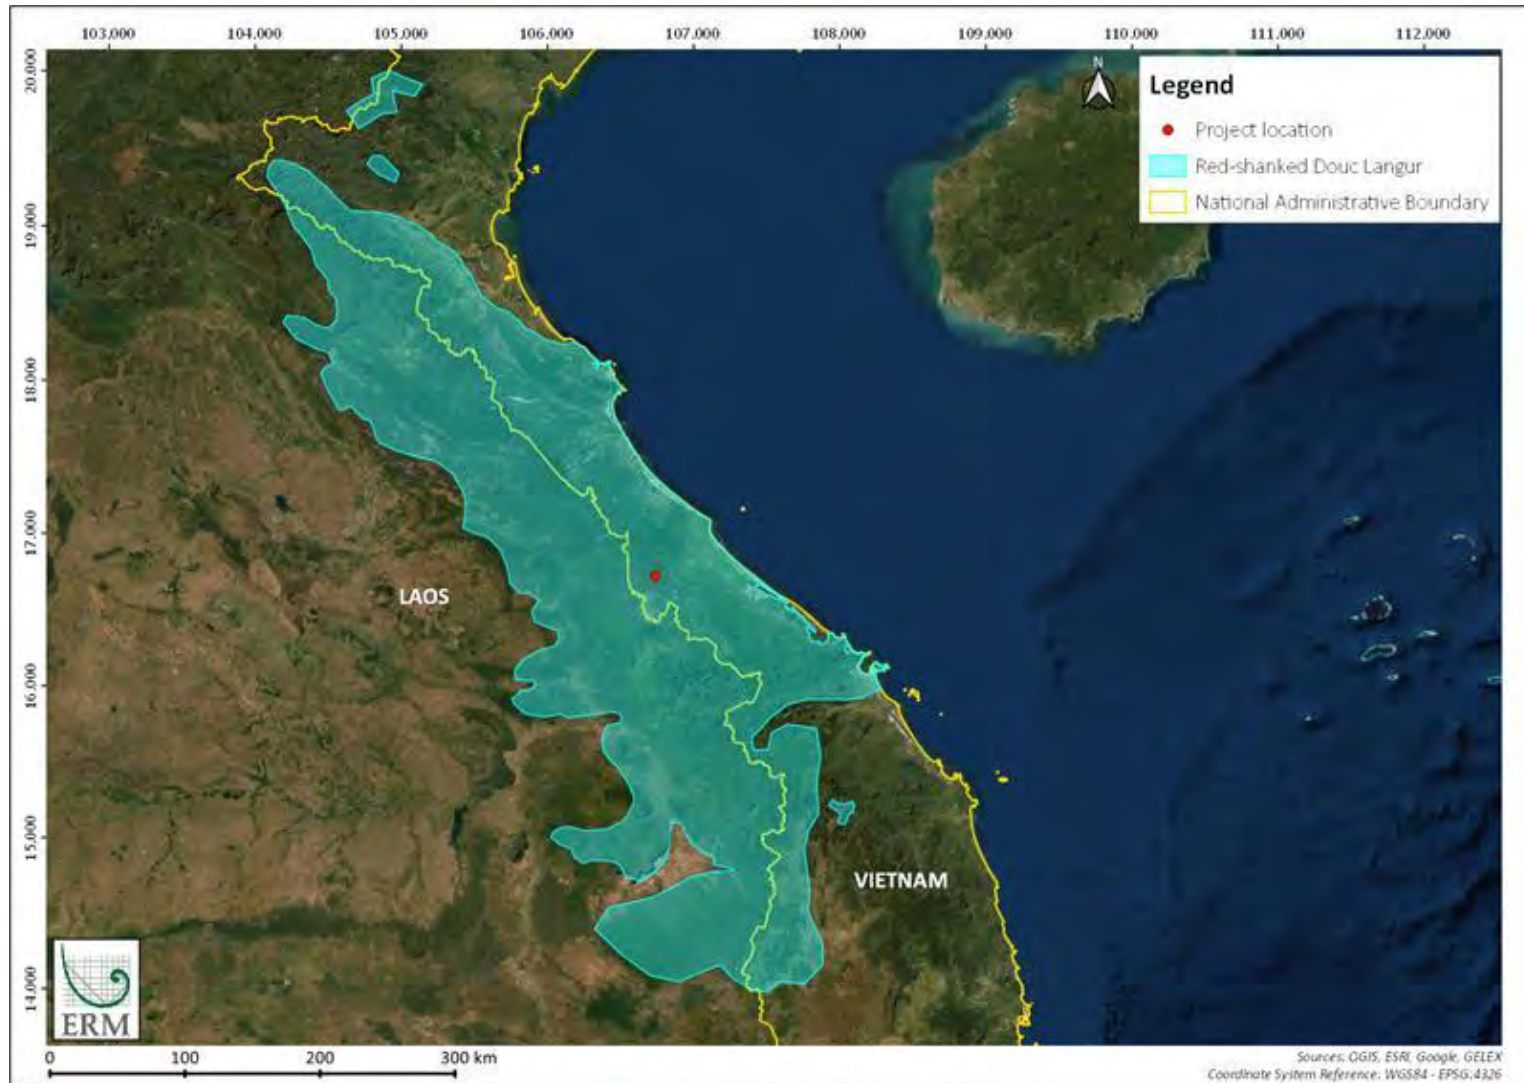 103.000 104.000 105.000 106.000 107.000 108.000 109.000 110.000 111.000 112.000
20.000
19.000
18.000
17.000
16.000
15.000
14.000
N
Legend
Project location
Red-shanked Douc Langur
National Administrative Boundary
LAOS
VIETNAM
ERM
0 100 200 300 km
Sources: QGIS, ESRI, Google, GELEX
Coordinate System Reference: WGS84 - EPSG:4326